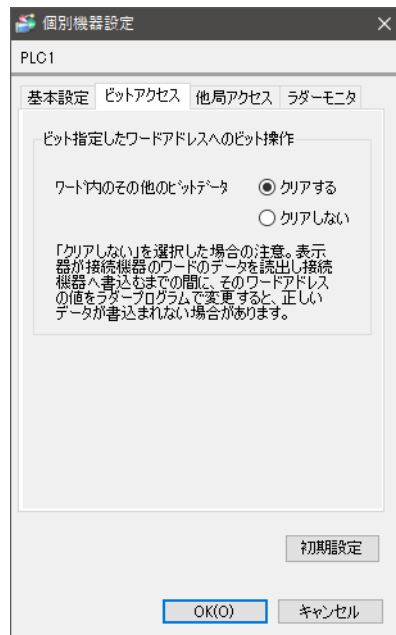 個別機器設定
PLC1
基本設定 ビットアクセス 他局アクセス ラダーモニタ
ビット指定したワードアドレスへのビット操作
ワード内のその他のビットデータ クリアする
クリアしない
「クリアしない」を選択した場合の注意。表示
器が接続機器のワードのデータを読出し接続
機器へ書込むまでの間に、そのワードアドレス
の値をラダープログラムで変更すると、正しい
データが書込まれない場合があります。
初期設定
OK(O) キャンセル